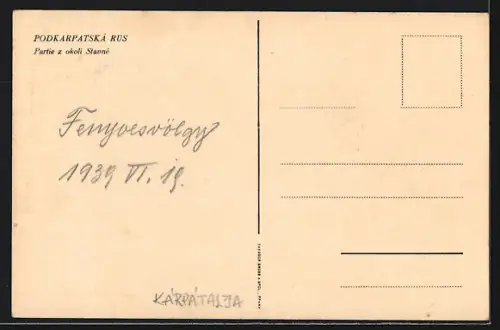 PODKARPATSKÁ RUS
Partie z okolí Stavné
Fenyvesvölgy
1939 VI. 19.
KÁRPÁTALJA